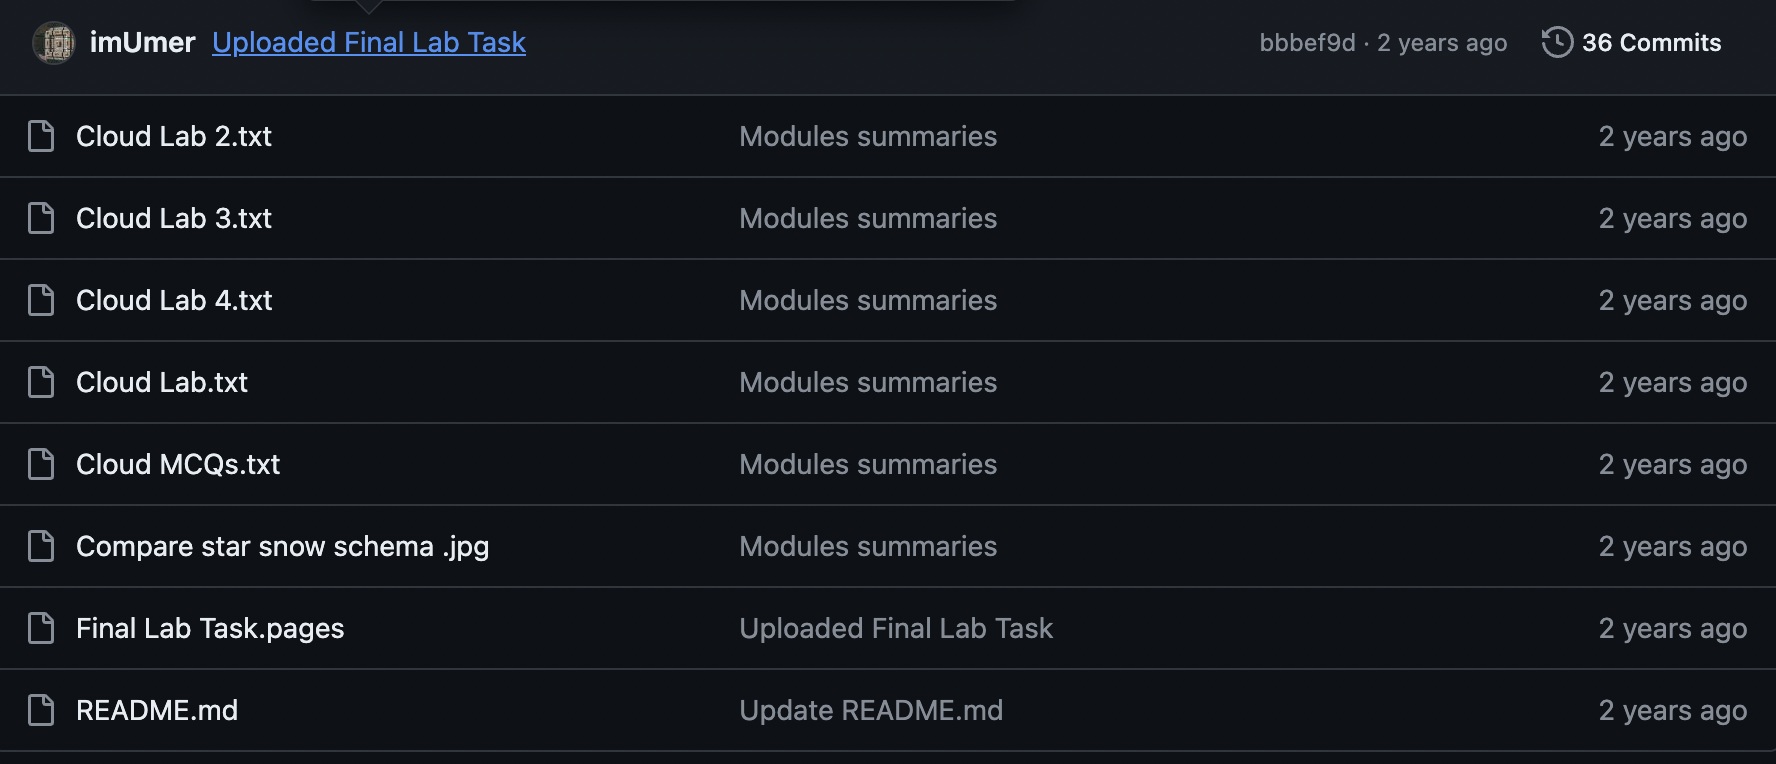 imUmer Uploaded Final Lab Task bbbef9d · 2 years ago 36 Commits
Cloud Lab 2.txt Modules summaries 2 years ago
Cloud Lab 3.txt Modules summaries 2 years ago
Cloud Lab 4.txt Modules summaries 2 years ago
Cloud Lab.txt Modules summaries 2 years ago
Cloud MCQs.txt Modules summaries 2 years ago
Compare star snow schema .jpg Modules summaries 2 years ago
Final Lab Task.pages Uploaded Final Lab Task 2 years ago
README.md Update README.md 2 years ago